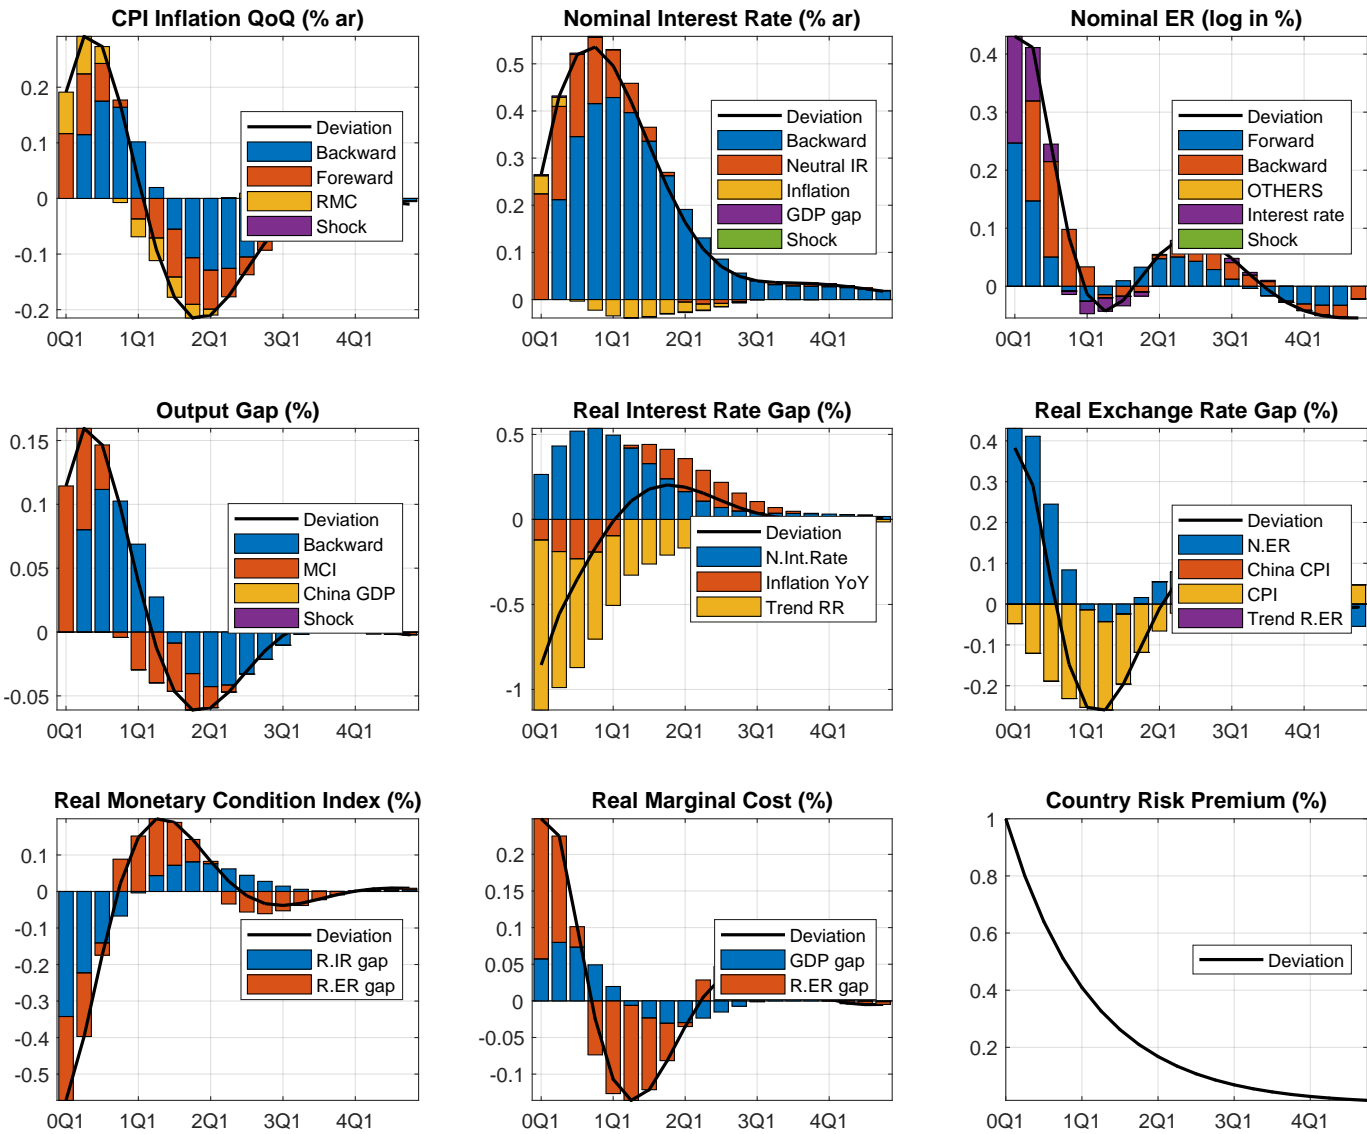 CPI Inflation QoQ (% ar)
0.2
0.1
0
-0.1
-0.2
0Q1 1Q1 2Q1 3Q1 4Q1
Deviation
Backward
Foreward
RMC
Shock
Nominal Interest Rate (% ar)
0.5
0.4
0.3
0.2
0.1
0
0Q1 1Q1 2Q1 3Q1 4Q1
Deviation
Backward
Neutral IR
Inflation
GDP gap
Shock
Nominal ER (log in %)
0.4
0.3
0.2
0.1
0
0Q1 1Q1 2Q1 3Q1 4Q1
Deviation
Forward
Backward
OTHERS
Interest rate
Shock
Output Gap (%)
0.15
0.1
0.05
0
-0.05
0Q1 1Q1 2Q1 3Q1 4Q1
Deviation
Backward
MCI
China GDP
Shock
Real Interest Rate Gap (%)
0.5
0
-0.5
-1
0Q1 1Q1 2Q1 3Q1 4Q1
Deviation
N.Int.Rate
Inflation YoY
Trend RR
Real Exchange Rate Gap (%)
0.4
0.3
0.2
0.1
0
-0.1
-0.2
0Q1 1Q1 2Q1 3Q1 4Q1
Deviation
N.ER
China CPI
CPI
Trend R.ER
Real Monetary Condition Index (%)
0.1
0
-0.1
-0.2
-0.3
-0.4
-0.5
0Q1 1Q1 2Q1 3Q1 4Q1
Deviation
R.IR gap
R.ER gap
Real Marginal Cost (%)
0.2
0.15
0.1
0.05
0
-0.05
-0.1
0Q1 1Q1 2Q1 3Q1 4Q1
Deviation
GDP gap
R.ER gap
Country Risk Premium (%)
1
0.8
0.6
0.4
0.2
0Q1 1Q1 2Q1 3Q1 4Q1
Deviation